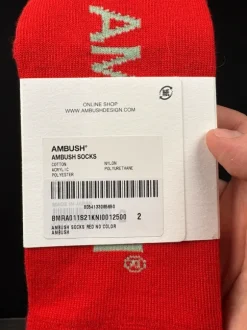 AM
ONLINE SHOP
WWW.AMBUSHDESIGN.COM
AMBUSH®
AMBUSH SOCKS
COTTON NYLON
ACRYLIC POLYURETHANE
POLYESTER
BMRA011S21KNI0012500 2
AMBUSH SOCKS RED NO COLOR
AMBUSH